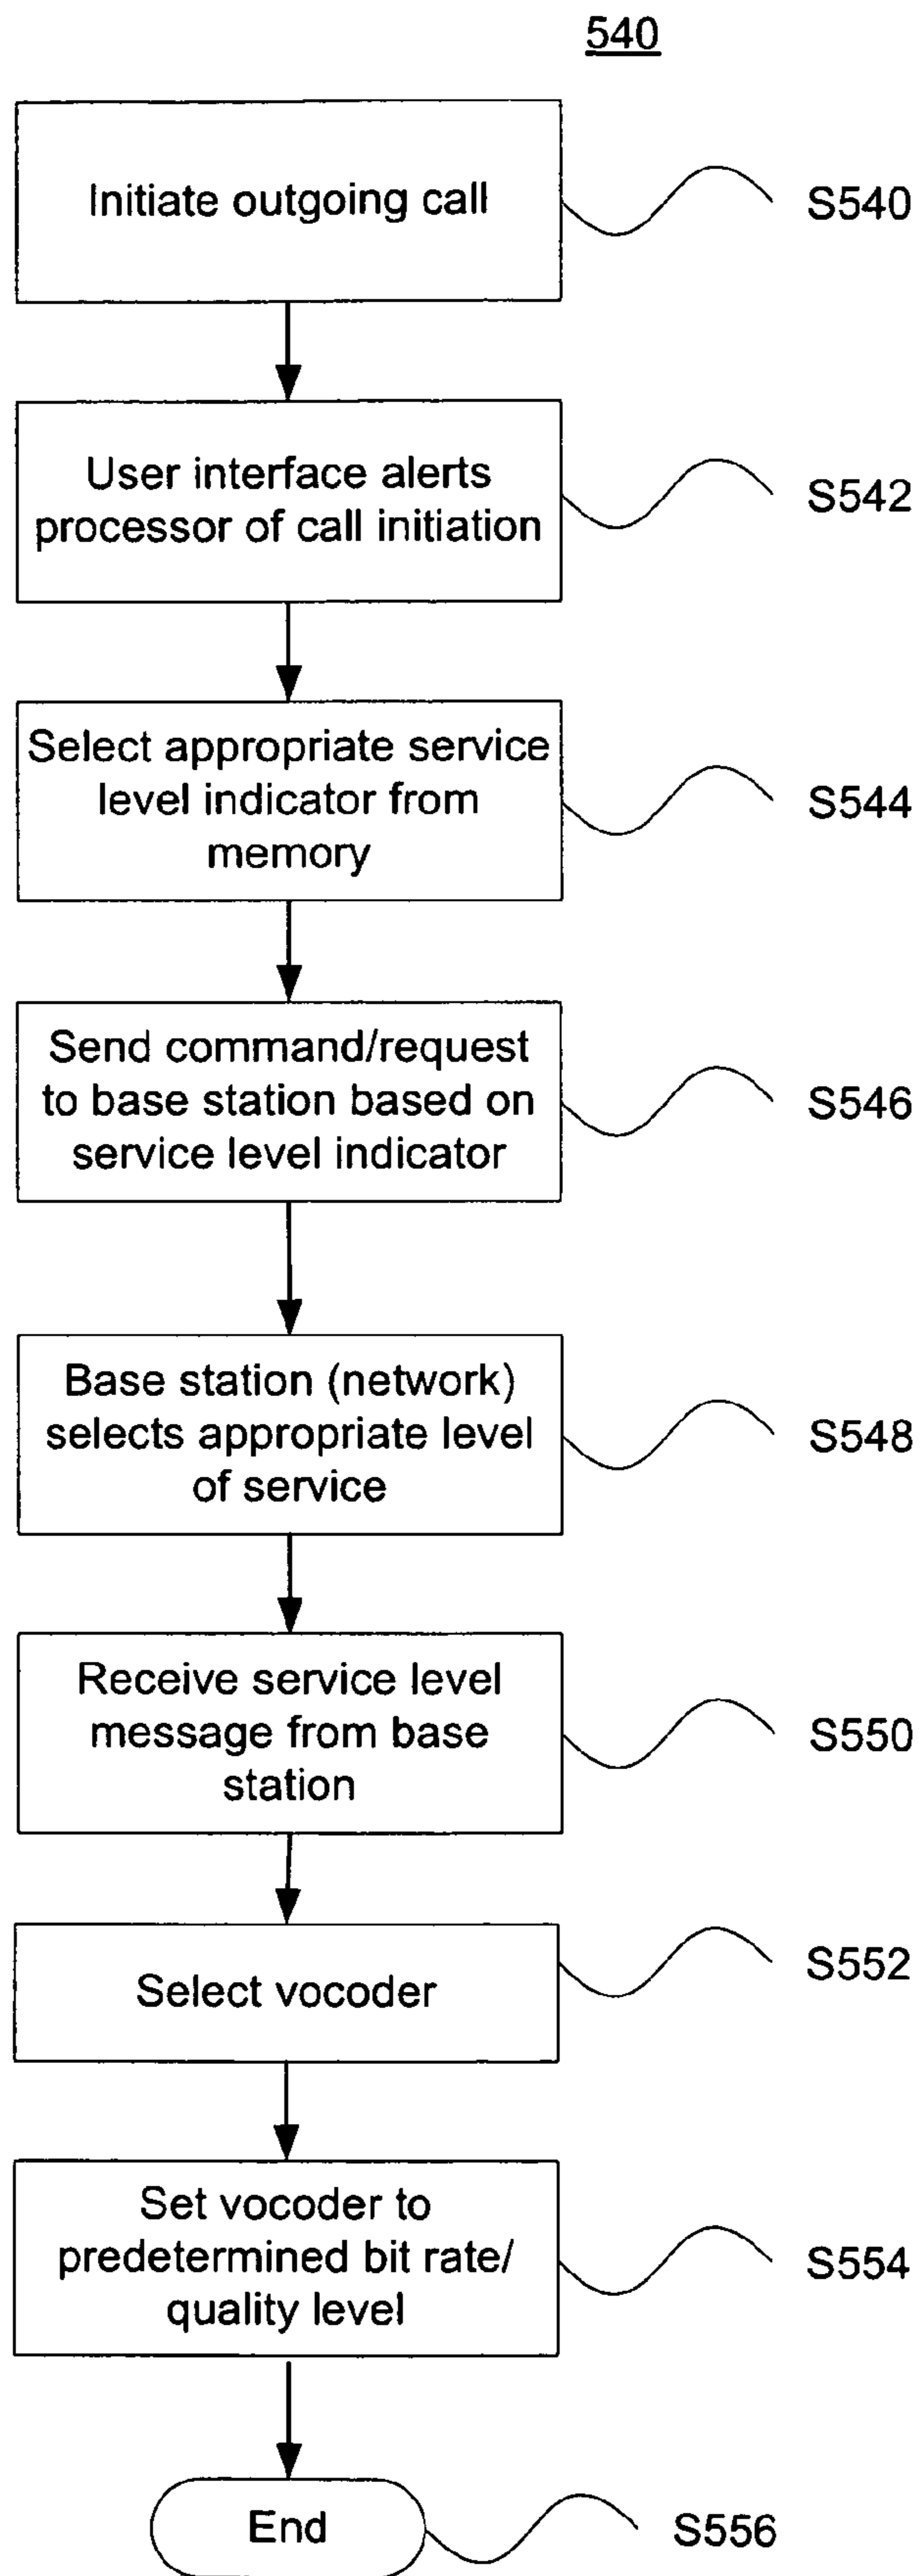 540
Initiate outgoing call
S540
User interface alerts
processor of call initiation
S542
Select appropriate service
level indicator from
memory
S544
Send command/request
to base station based on
service level indicator
S546
Base station (network)
selects appropriate level
of service
S548
Receive service level
message from base
station
S550
Select vocoder
S552
Set vocoder to
predetermined bit rate/
quality level
S554
End
S556